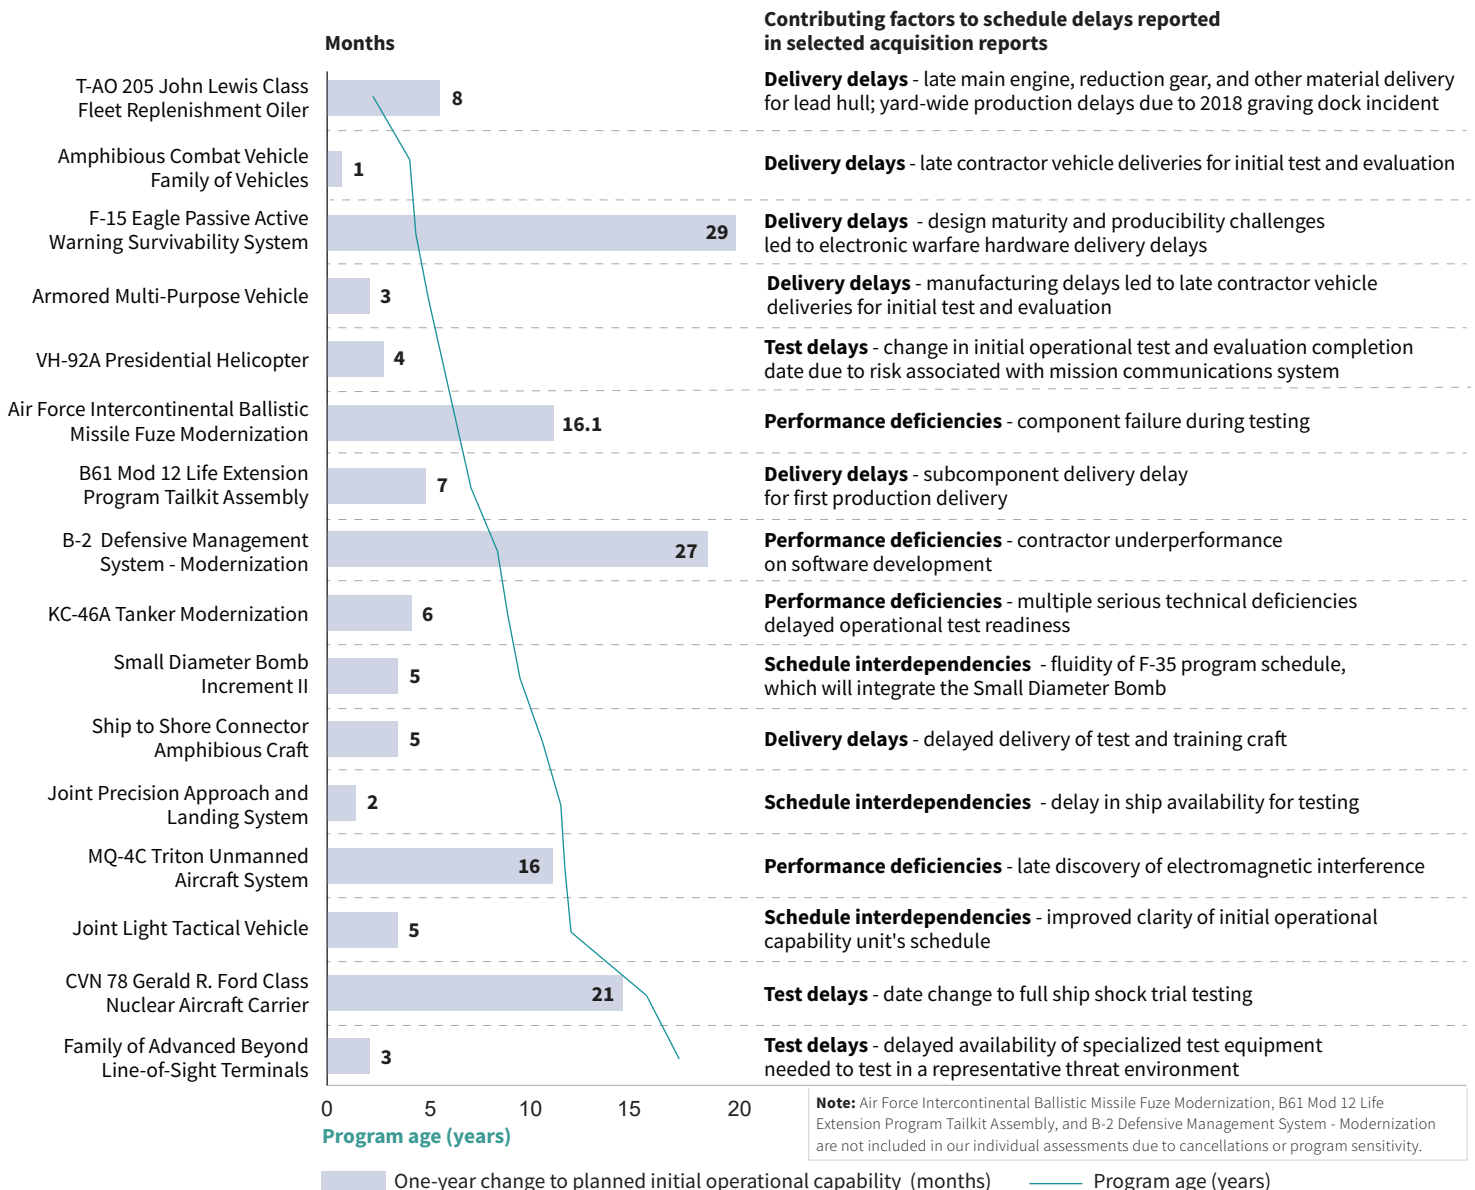 Contributing factors to schedule delays reported
in selected acquisition reports
Months
T-AO 205 John Lewis Class
Fleet Replenishment Oiler
8
Delivery delays - late main engine, reduction gear, and other material delivery
for lead hull; yard-wide production delays due to 2018 graving dock incident
Amphibious Combat Vehicle
Family of Vehicles
1
Delivery delays - late contractor vehicle deliveries for initial test and evaluation
F-15 Eagle Passive Active
Warning Survivability System
29
Delivery delays - design maturity and producibility challenges
led to electronic warfare hardware delivery delays
Armored Multi-Purpose Vehicle
3
Delivery delays - manufacturing delays led to late contractor vehicle
deliveries for initial test and evaluation
VH-92A Presidential Helicopter
4
Test delays - change in initial operational test and evaluation completion
date due to risk associated with mission communications system
Air Force Intercontinental Ballistic
Missile Fuze Modernization
16.1
Performance deficiencies - component failure during testing
B61 Mod 12 Life Extension
Program Tailkit Assembly
7
Delivery delays - subcomponent delivery delay
for first production delivery
B-2 Defensive Management
System - Modernization
27
Performance deficiencies - contractor underperformance
on software development
KC-46A Tanker Modernization
6
Performance deficiencies - multiple serious technical deficiencies
delayed operational test readiness
Small Diameter Bomb
Increment II
5
Schedule interdependencies - fluidity of F-35 program schedule,
which will integrate the Small Diameter Bomb
Ship to Shore Connector
Amphibious Craft
5
Delivery delays - delayed delivery of test and training craft
Joint Precision Approach and
Landing System
2
Schedule interdependencies - delay in ship availability for testing
MQ-4C Triton Unmanned
Aircraft System
16
Performance deficiencies - late discovery of electromagnetic interference
Joint Light Tactical Vehicle
5
Schedule interdependencies - improved clarity of initial operational
capability unit's schedule
CVN 78 Gerald R. Ford Class
Nuclear Aircraft Carrier
21
Test delays - date change to full ship shock trial testing
Family of Advanced Beyond
Line-of-Sight Terminals
3
Test delays - delayed availability of specialized test equipment
needed to test in a representative threat environment
0 5 10 15 20
Program age (years)
Note: Air Force Intercontinental Ballistic Missile Fuze Modernization, B61 Mod 12 Life
Extension Program Tailkit Assembly, and B-2 Defensive Management System - Modernization
are not included in our individual assessments due to cancellations or program sensitivity.
One-year change to planned initial operational capability (months)
Program age (years)